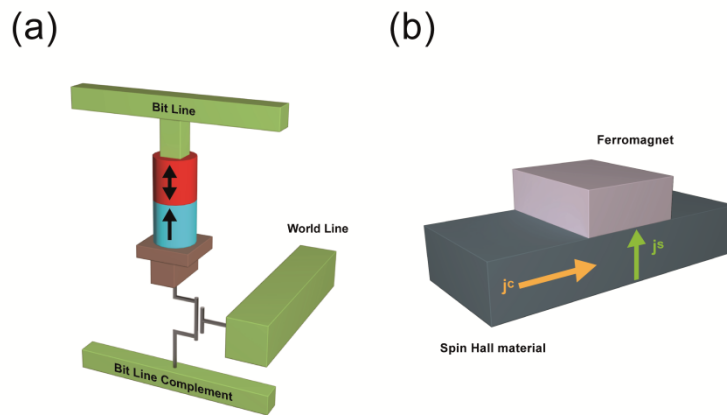 (a)
Bit Line
World Line
Bit Line Complement
(b)
Ferromagnet
js
jc
Spin Hall material